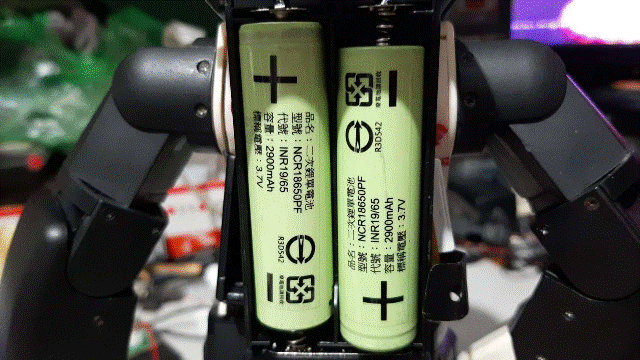 +
品名：二次鋰單電池
型號：NCR18650PF
代號：INR19/65
容量：2900mAh
標稱電壓：3.7V
R3D542
−
−
R3D542
品名：二次鋰單電池
型號：NCR18650PF
代號：INR19/65
容量：2900mAh
標稱電壓：3.7V
+